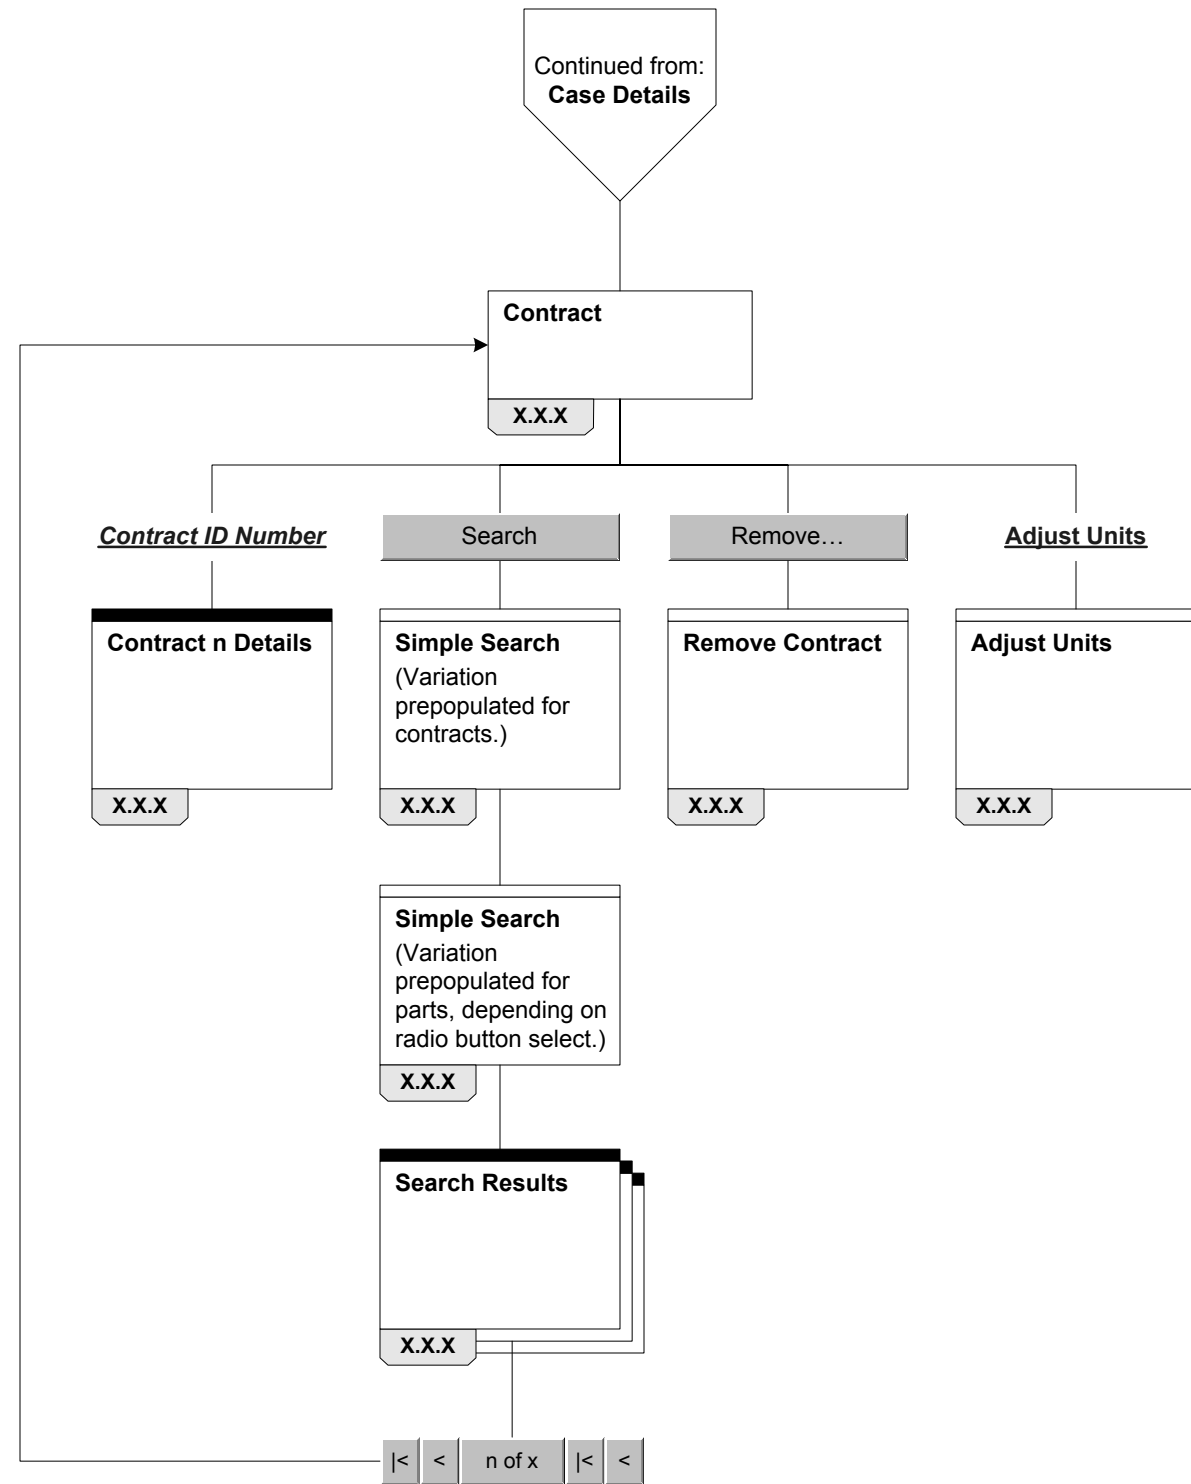 Continued from:
Case Details
Contract
X.X.X
Contract ID Number
Search
Remove…
Adjust Units
Contract n Details
X.X.X
Simple Search
(Variation
prepopulated for
contracts.)
X.X.X
Remove Contract
X.X.X
Adjust Units
X.X.X
Simple Search
(Variation
prepopulated for
parts, depending on
radio button select.)
X.X.X
Search Results
X.X.X
|< < n of x |< <